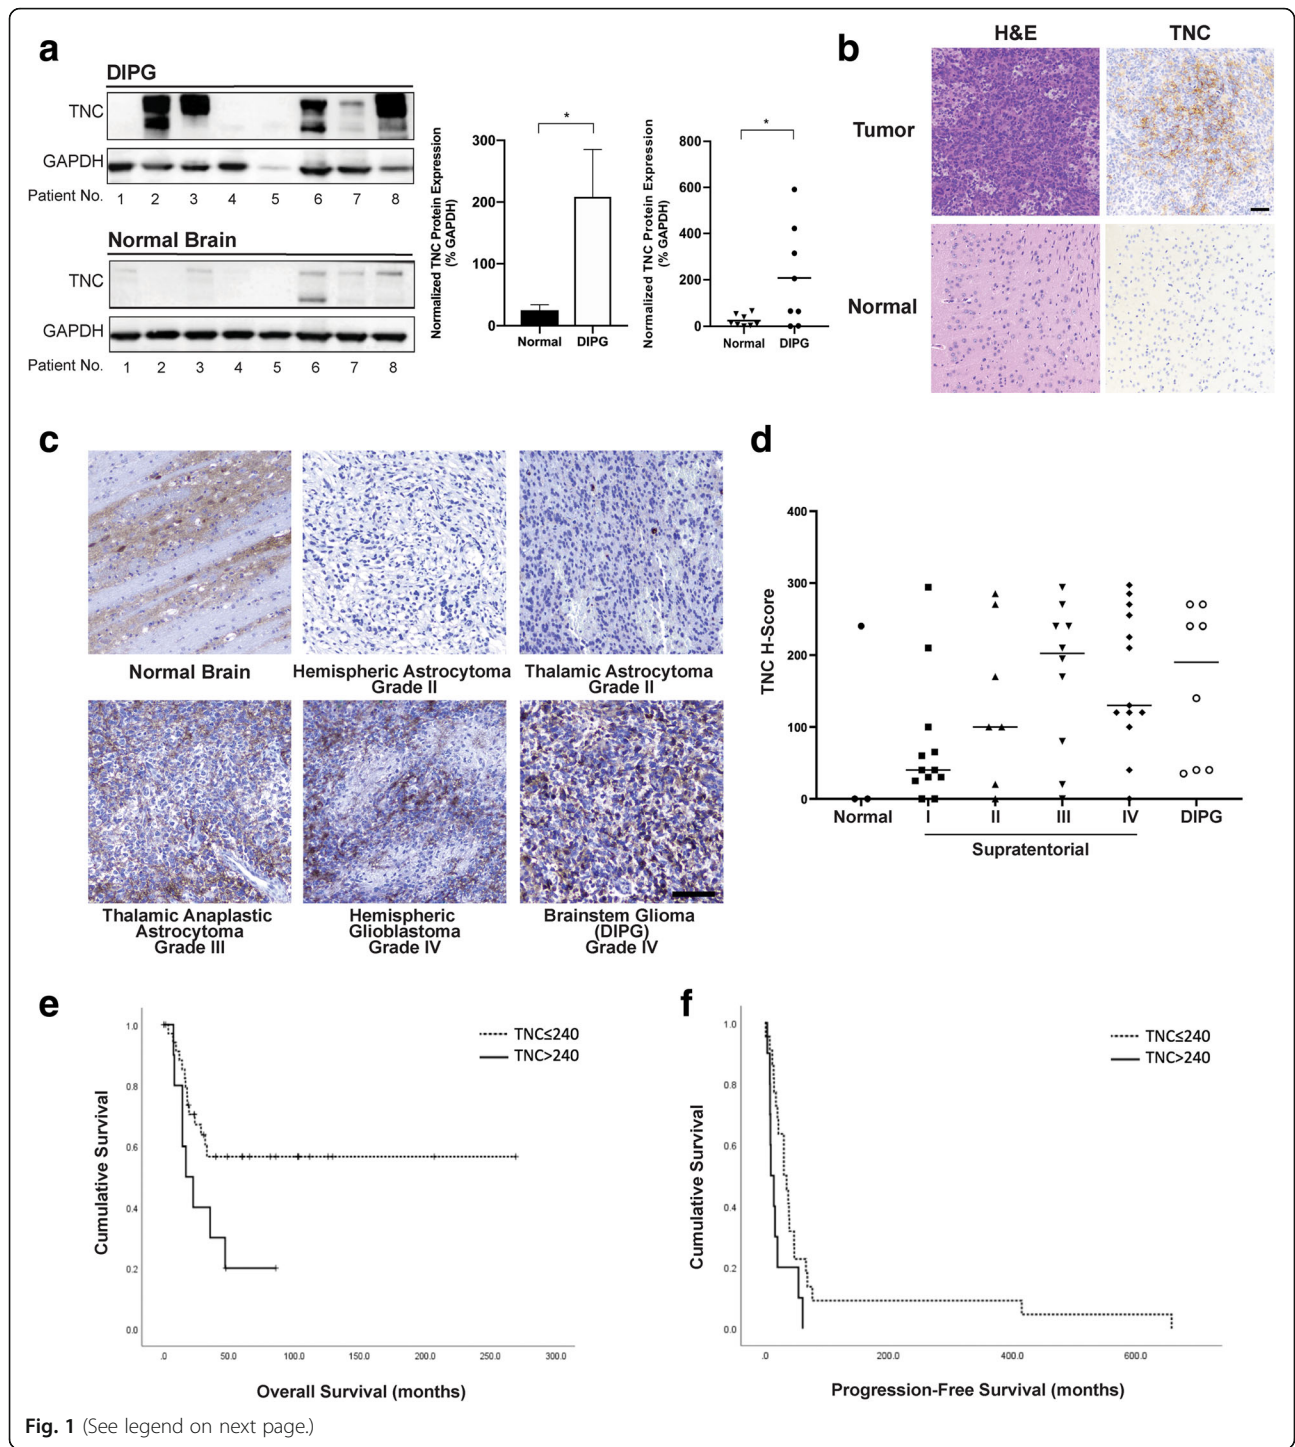 a
DIPG
TNC
GAPDH
Patient No. 1 2 3 4 5 6 7 8
Normal Brain
TNC
GAPDH
Patient No. 1 2 3 4 5 6 7 8
Normalized TNC Protein Expression
(% GAPDH)
300
200
100
0
*
Normal DIPG
Normalized TNC Protein Expression
(% GAPDH)
800
600
400
200
0
*
Normal DIPG
b
H&E TNC
Tumor
Normal
c
Normal Brain
Hemispheric Astrocytoma
Grade II
Thalamic Astrocytoma
Grade II
Thalamic Anaplastic
Astrocytoma
Grade III
Hemispheric
Glioblastoma
Grade IV
Brainstem Glioma
(DIPG)
Grade IV
d
TNC H-Score
400
300
200
100
0
Normal I II III IV DIPG
Supratentorial
e
Cumulative Survival
1.0
0.8
0.6
0.4
0.2
0.0
TNC≤240
TNC>240
.0 50.0 100.0 150.0 200.0 250.0 300.0
Overall Survival (months)
f
Cumulative Survival
1.0
0.8
0.6
0.4
0.2
0.0
TNC≤240
TNC>240
.0 200.0 400.0 600.0
Progression-Free Survival (months)
Fig. 1 (See legend on next page.)